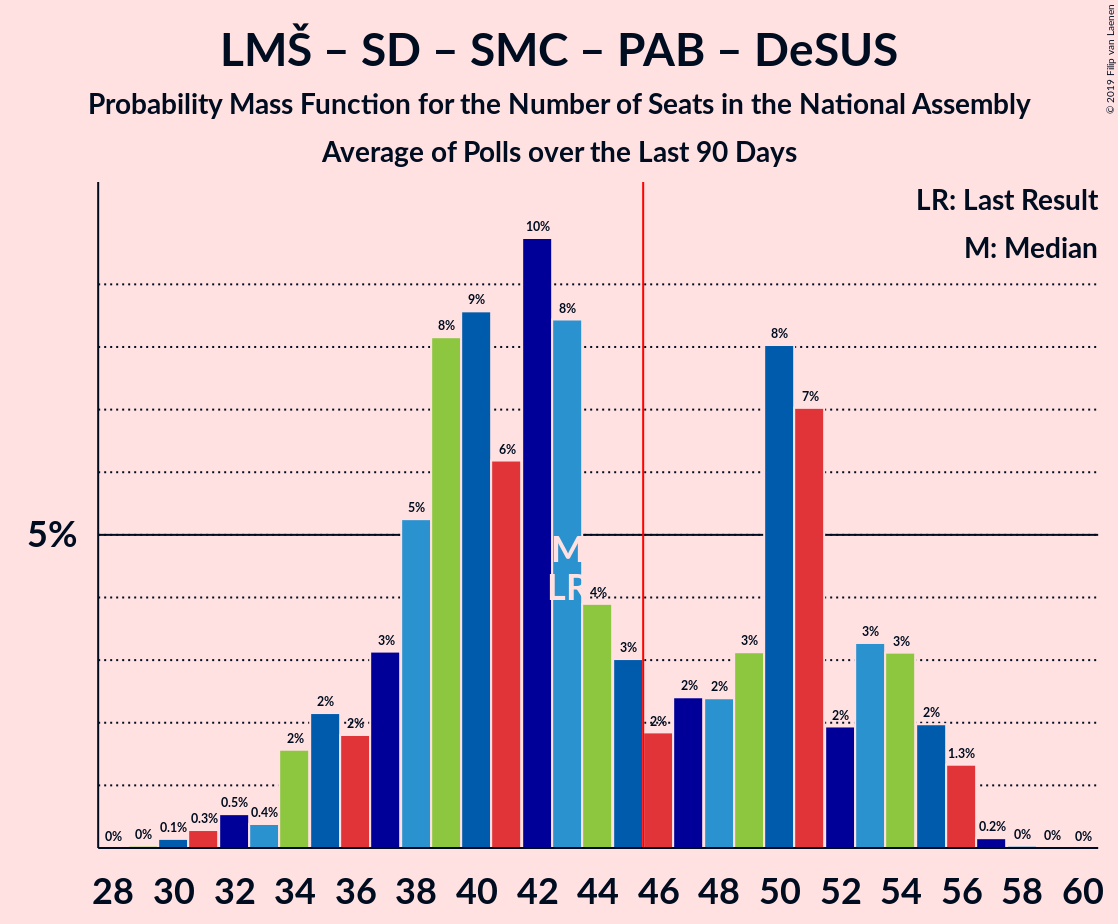 LMŠ – SD – SMC – PAB – DeSUS
Probability Mass Function for the Number of Seats in the National Assembly
Average of Polls over the Last 90 Days
© 2019 Filip van Laenen
LR: Last Result
M: Median
5%
0% 0% 0.1% 0.3% 0.5% 0.4% 2% 2% 2% 3% 5% 8% 9% 6% 10% 8% 4% 3% 2% 2% 2% 3% 8% 7% 2% 3% 3% 2% 1.3% 0.2% 0% 0% 0%
M
LR
28 30 32 34 36 38 40 42 44 46 48 50 52 54 56 58 60